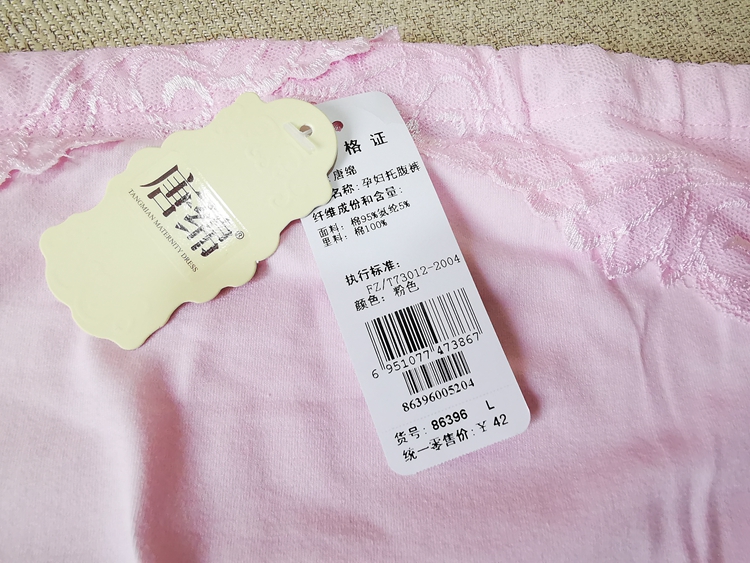 唐绵®
TANGMIAN MATERNITY DRESS
格 证
唐绵
名称: 孕妇托腹裤
纤维成份和含量:
面料: 棉95%氨纶5%
里料: 棉100%
执行标准:
FZ/T73012-2004
颜色: 粉色
6 951077 473867
86396005204
货号: 86396 L
统一零售价: ¥ 42